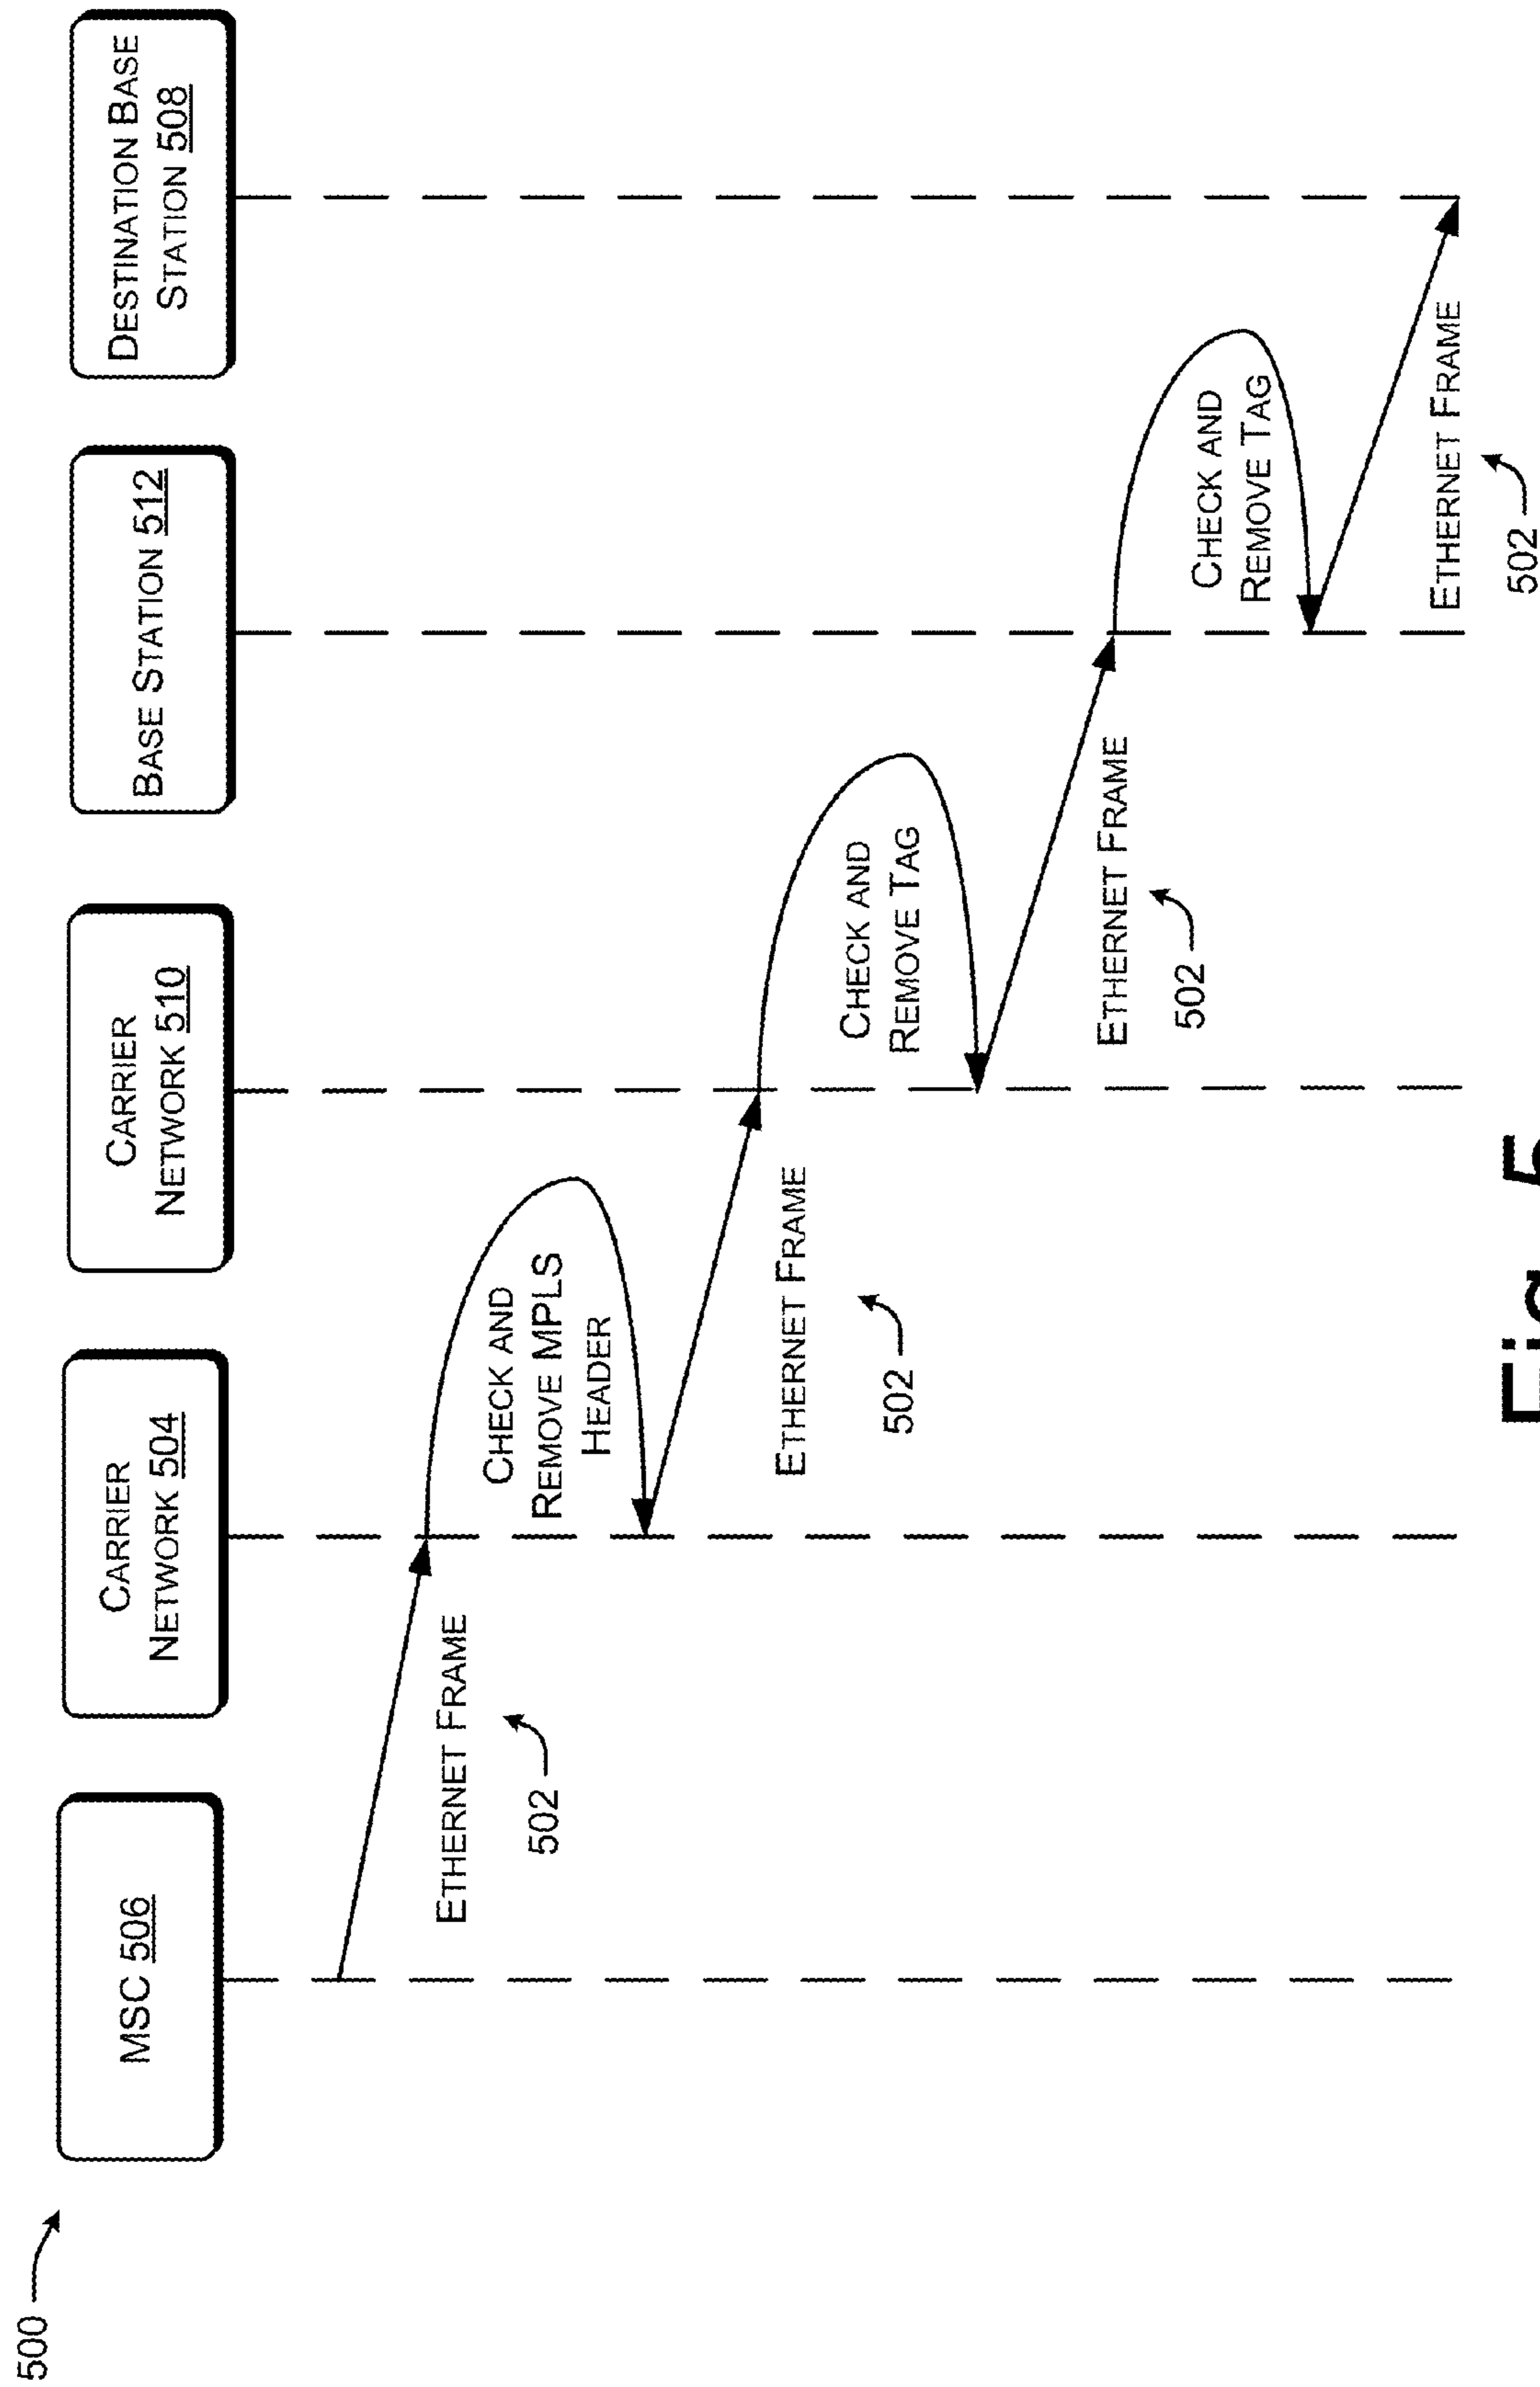 500
MSC 506
CARRIER
NETWORK 504
CARRIER
NETWORK 510
BASE STATION 512
DESTINATION BASE
STATION 508
ETHERNET FRAME
502
CHECK AND
REMOVE MPLS
HEADER
ETHERNET FRAME
502
CHECK AND
REMOVE TAG
ETHERNET FRAME
502
CHECK AND
REMOVE TAG
ETHERNET FRAME
502